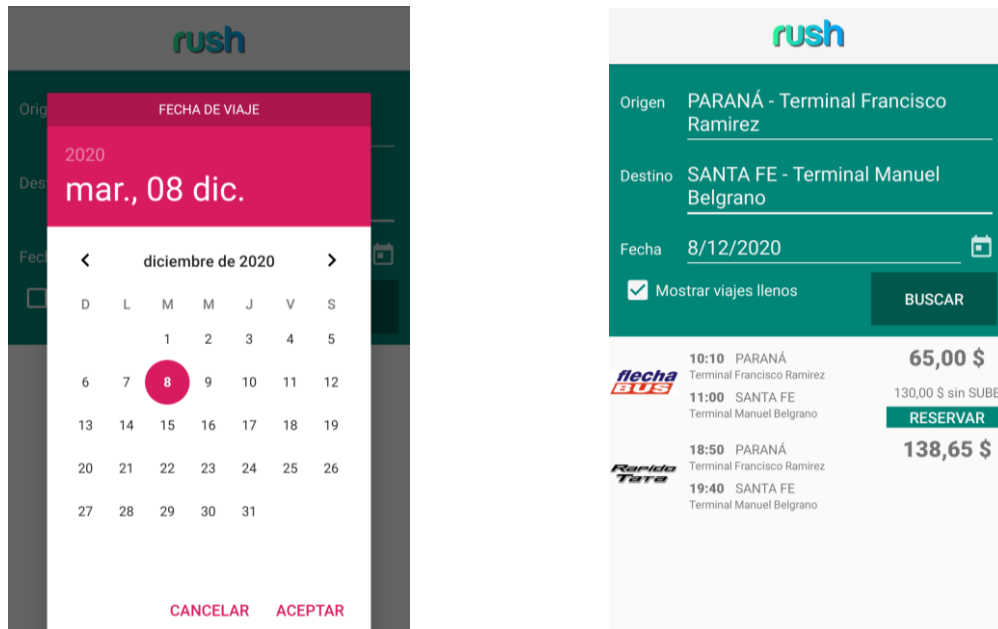 rush
Orig
FECHA DE VIAJE
2020
mar., 08 dic.
Des
Fec
diciembre de 2020
D L M M J V S
1 2 3 4 5
6 7 8 9 10 11 12
13 14 15 16 17 18 19
20 21 22 23 24 25 26
27 28 29 30 31
CANCELAR ACEPTAR
rush
Origen PARANÁ - Terminal Francisco
Ramirez
Destino SANTA FE - Terminal Manuel
Belgrano
Fecha 8/12/2020
Mostrar viajes llenos
BUSCAR
flecha
BUS
10:10 PARANÁ
Terminal Francisco Ramirez
11:00 SANTA FE
Terminal Manuel Belgrano
65,00 $
130,00 $ sin SUBE
RESERVAR
Rapido
Tata
18:50 PARANÁ
Terminal Francisco Ramirez
19:40 SANTA FE
Terminal Manuel Belgrano
138,65 $